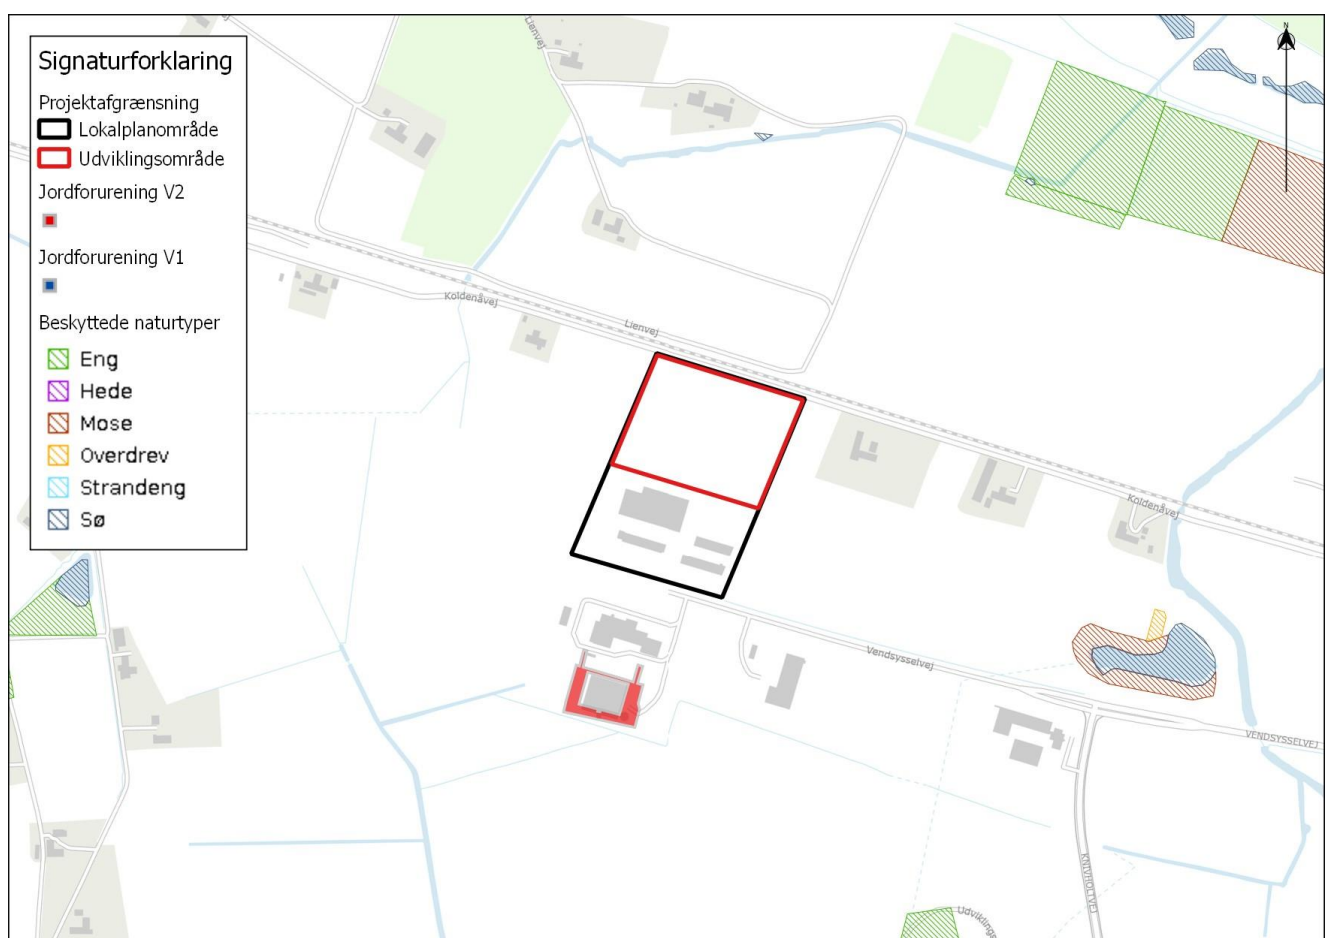 Signaturforklaring
Projektafgrænsning
Lokalplanområde
Udviklingsområde
Jordforurening V2
Jordforurening V1
Beskyttede naturtyper
Eng
Hede
Mose
Overdrev
Strandeng
Sø
N
Lienvej
Koldenåvej
Lienvej
Koldenåvej
Vendsysselvej
VENDSYSSELVEJ
KNIVHOLTVEJ